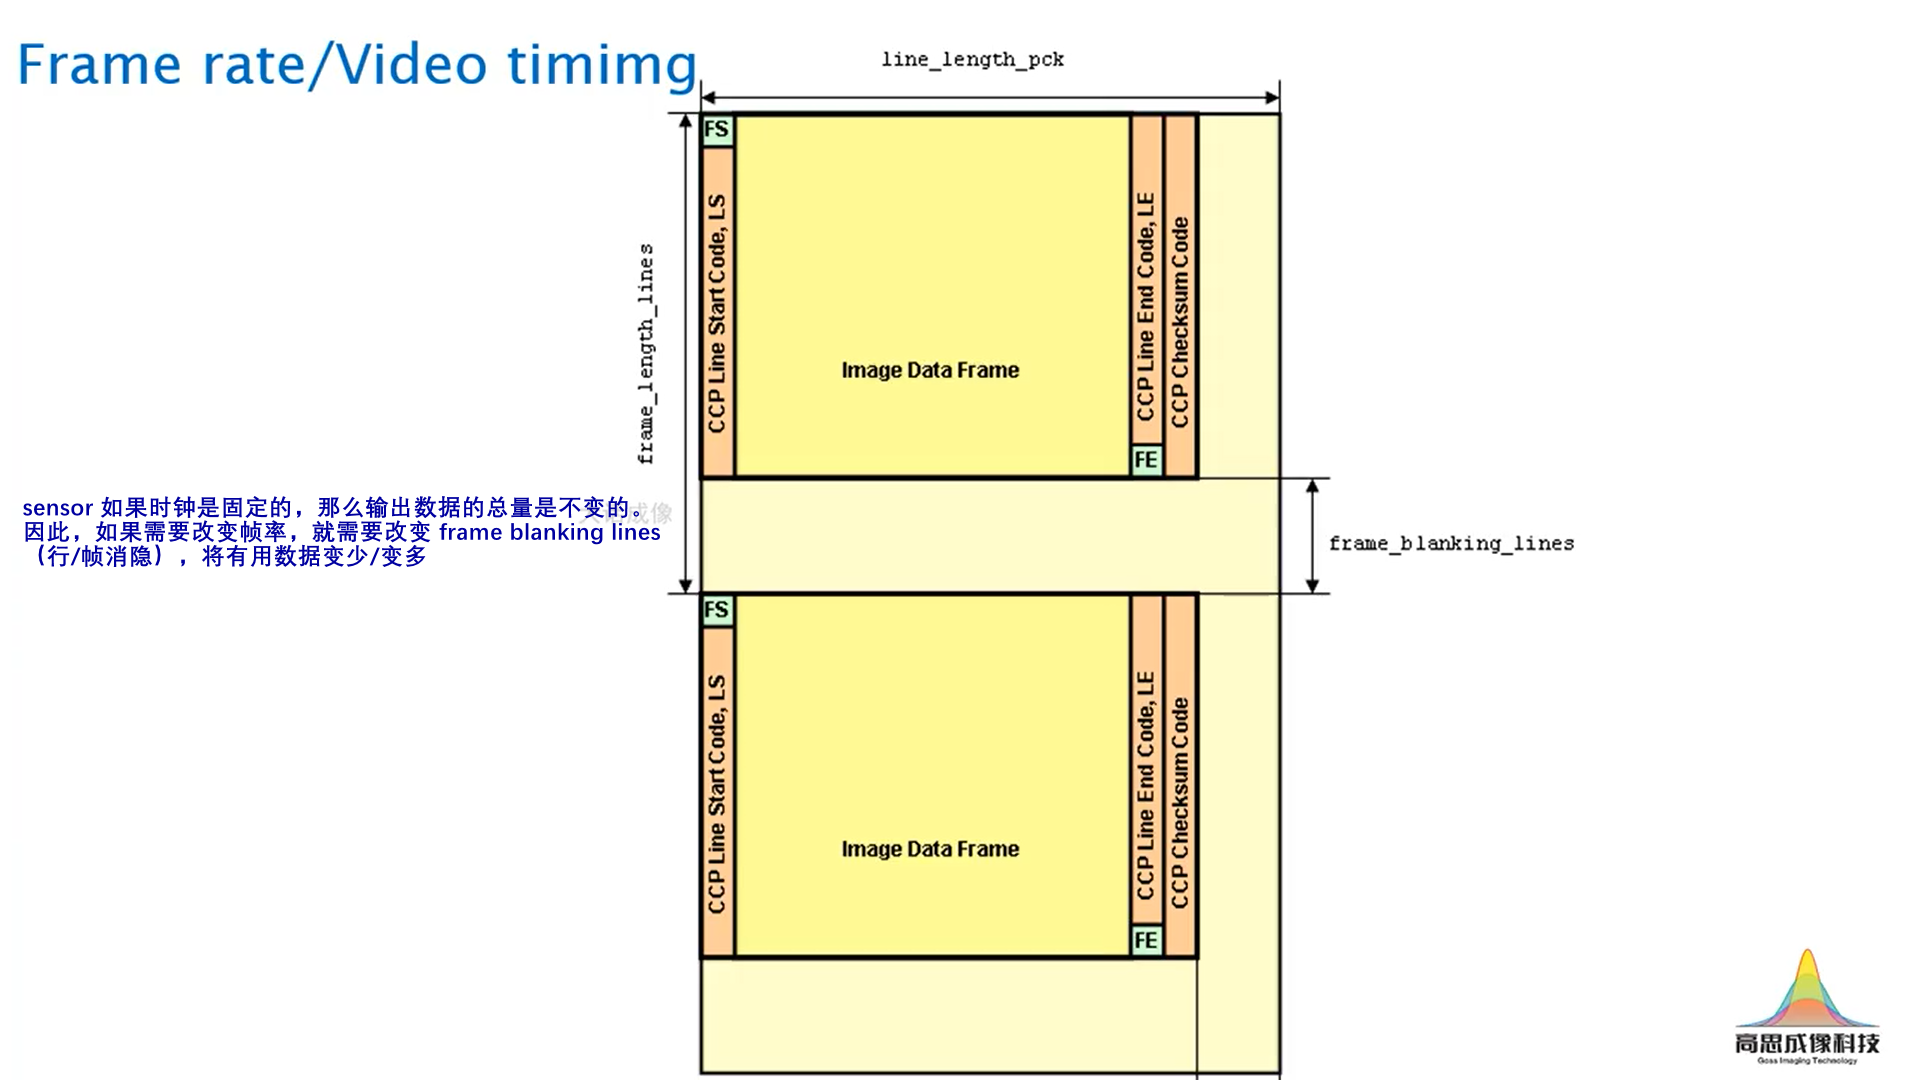 Frame rate/Video timimg
line_length_pck
FS
CCP Line Start Code, LS
Image Data Frame
CCP Line End Code, LE
FE
CCP Checksum Code
frame_length_lines
sensor 如果时钟是固定的，那么输出数据的总量是不变的。
因此，如果需要改变帧率，就需要改变 frame blanking lines
（行/帧消隐），将有用数据变少/变多
frame_blanking_lines
FS
CCP Line Start Code, LS
Image Data Frame
CCP Line End Code, LE
FE
CCP Checksum Code
高思成像科技
Goss Imaging Technology